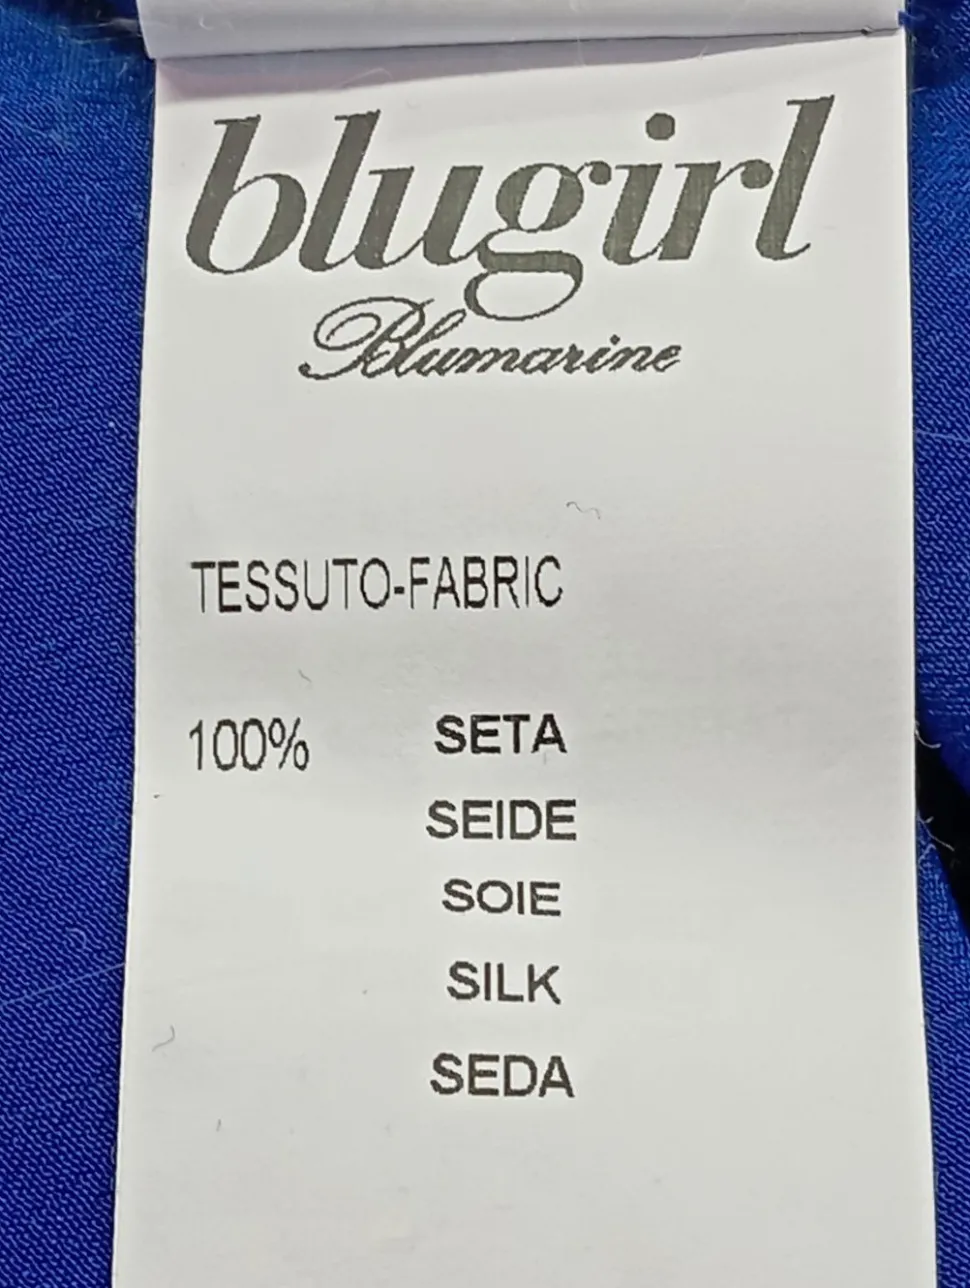 blugirl
Blumarine
TESSUTO-FABRIC
100% SETA
SEIDE
SOIE
SILK
SEDA